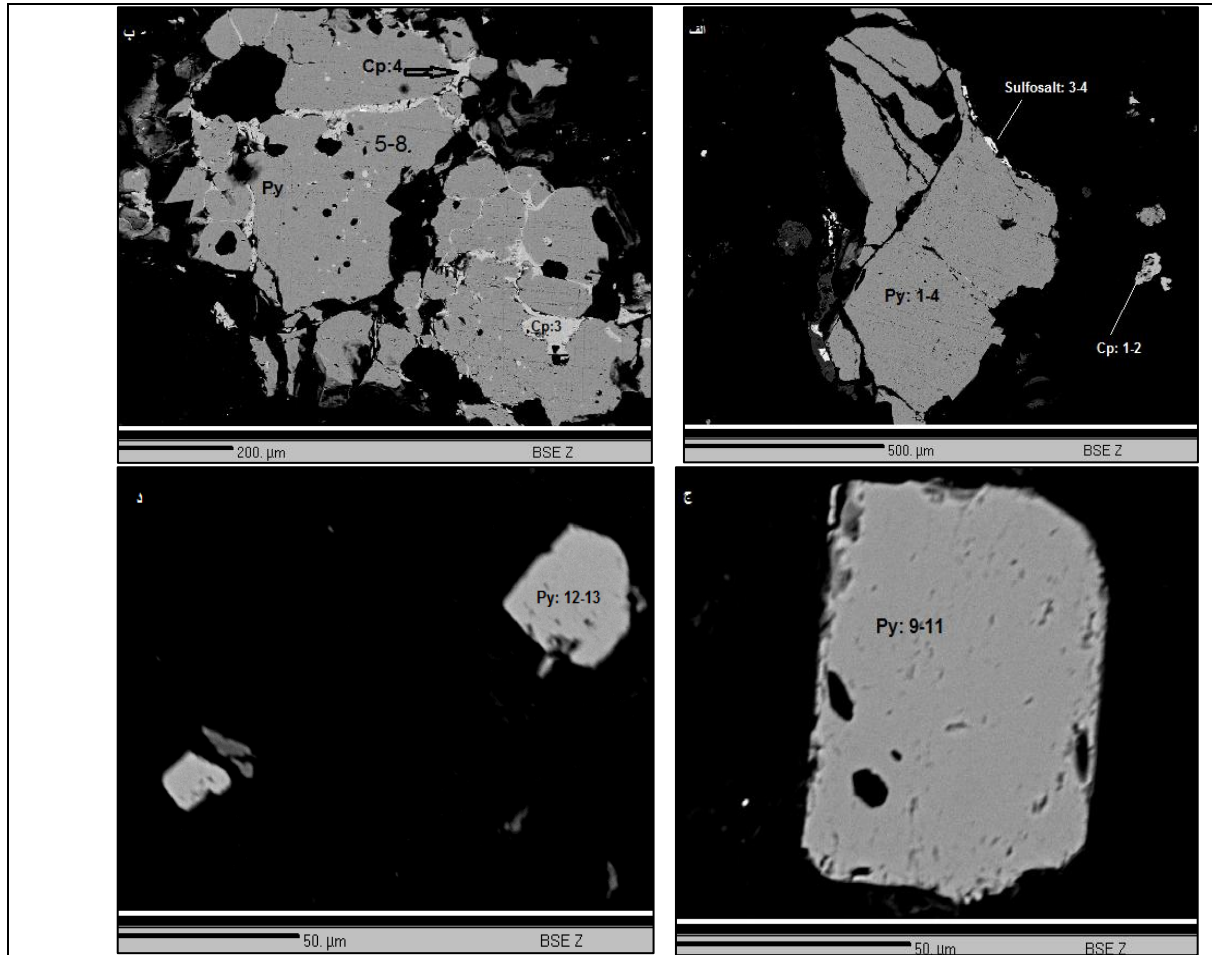 الف
Sulfosalt: 3-4
Py: 1-4
Cp: 1-2
500. µm
BSE Z
ب
Cp:4
5-8.
Py
Cp:3
200. µm
BSE Z
ج
Py: 9-11
50. µm
BSE Z
د
Py: 12-13
50. µm
BSE Z